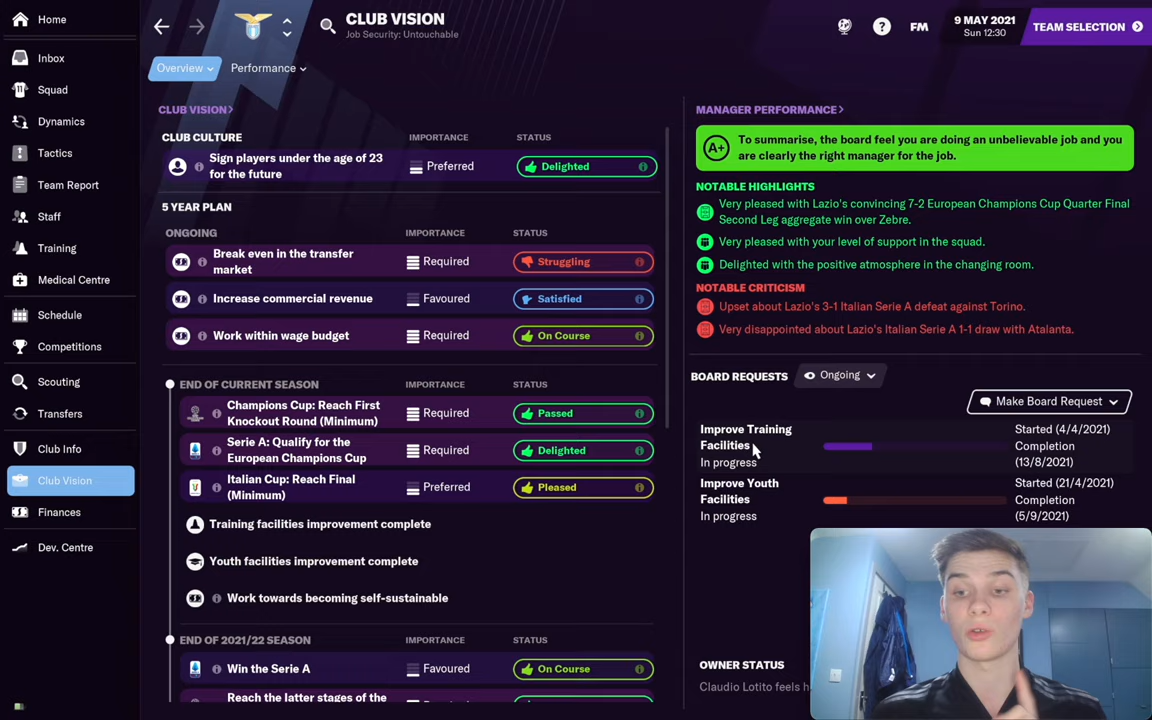 Home
CLUB VISION
Job Security: Untouchable
?
FM
9 MAY 2021
Sun 12:30
TEAM SELECTION
Inbox
Squad
Dynamics
Tactics
Team Report
Staff
Training
Medical Centre
Schedule
Competitions
Scouting
Transfers
Club Info
Club Vision
Finances
Dev. Centre
Overview
Performance
CLUB VISION
CLUB CULTURE
IMPORTANCE
STATUS
Sign players under the age of 23
for the future
Preferred
Delighted
5 YEAR PLAN
ONGOING
IMPORTANCE
STATUS
Break even in the transfer
market
Required
Struggling
Increase commercial revenue
Favoured
Satisfied
Work within wage budget
Required
On Course
END OF CURRENT SEASON
IMPORTANCE
STATUS
Champions Cup: Reach First
Knockout Round (Minimum)
Required
Passed
Serie A: Qualify for the
European Champions Cup
Required
Delighted
Italian Cup: Reach Final
(Minimum)
Preferred
Pleased
Training facilities improvement complete
Youth facilities improvement complete
Work towards becoming self-sustainable
END OF 2021/22 SEASON
IMPORTANCE
STATUS
Win the Serie A
Favoured
On Course
Reach the latter stages of the
MANAGER PERFORMANCE
A+
To summarise, the board feel you are doing an unbelievable job and you
are clearly the right manager for the job.
NOTABLE HIGHLIGHTS
Very pleased with Lazio's convincing 7-2 European Champions Cup Quarter Final
Second Leg aggregate win over Zebre.
Very pleased with your level of support in the squad.
Delighted with the positive atmosphere in the changing room.
NOTABLE CRITICISM
Upset about Lazio's 3-1 Italian Serie A defeat against Torino.
Very disappointed about Lazio's Italian Serie A 1-1 draw with Atalanta.
BOARD REQUESTS
Ongoing
Make Board Request
Improve Training
Facilities
In progress
Started (4/4/2021)
Completion
(13/8/2021)
Improve Youth
Facilities
In progress
Started (21/4/2021)
Completion
(5/9/2021)
OWNER STATUS
Claudio Lotito feels